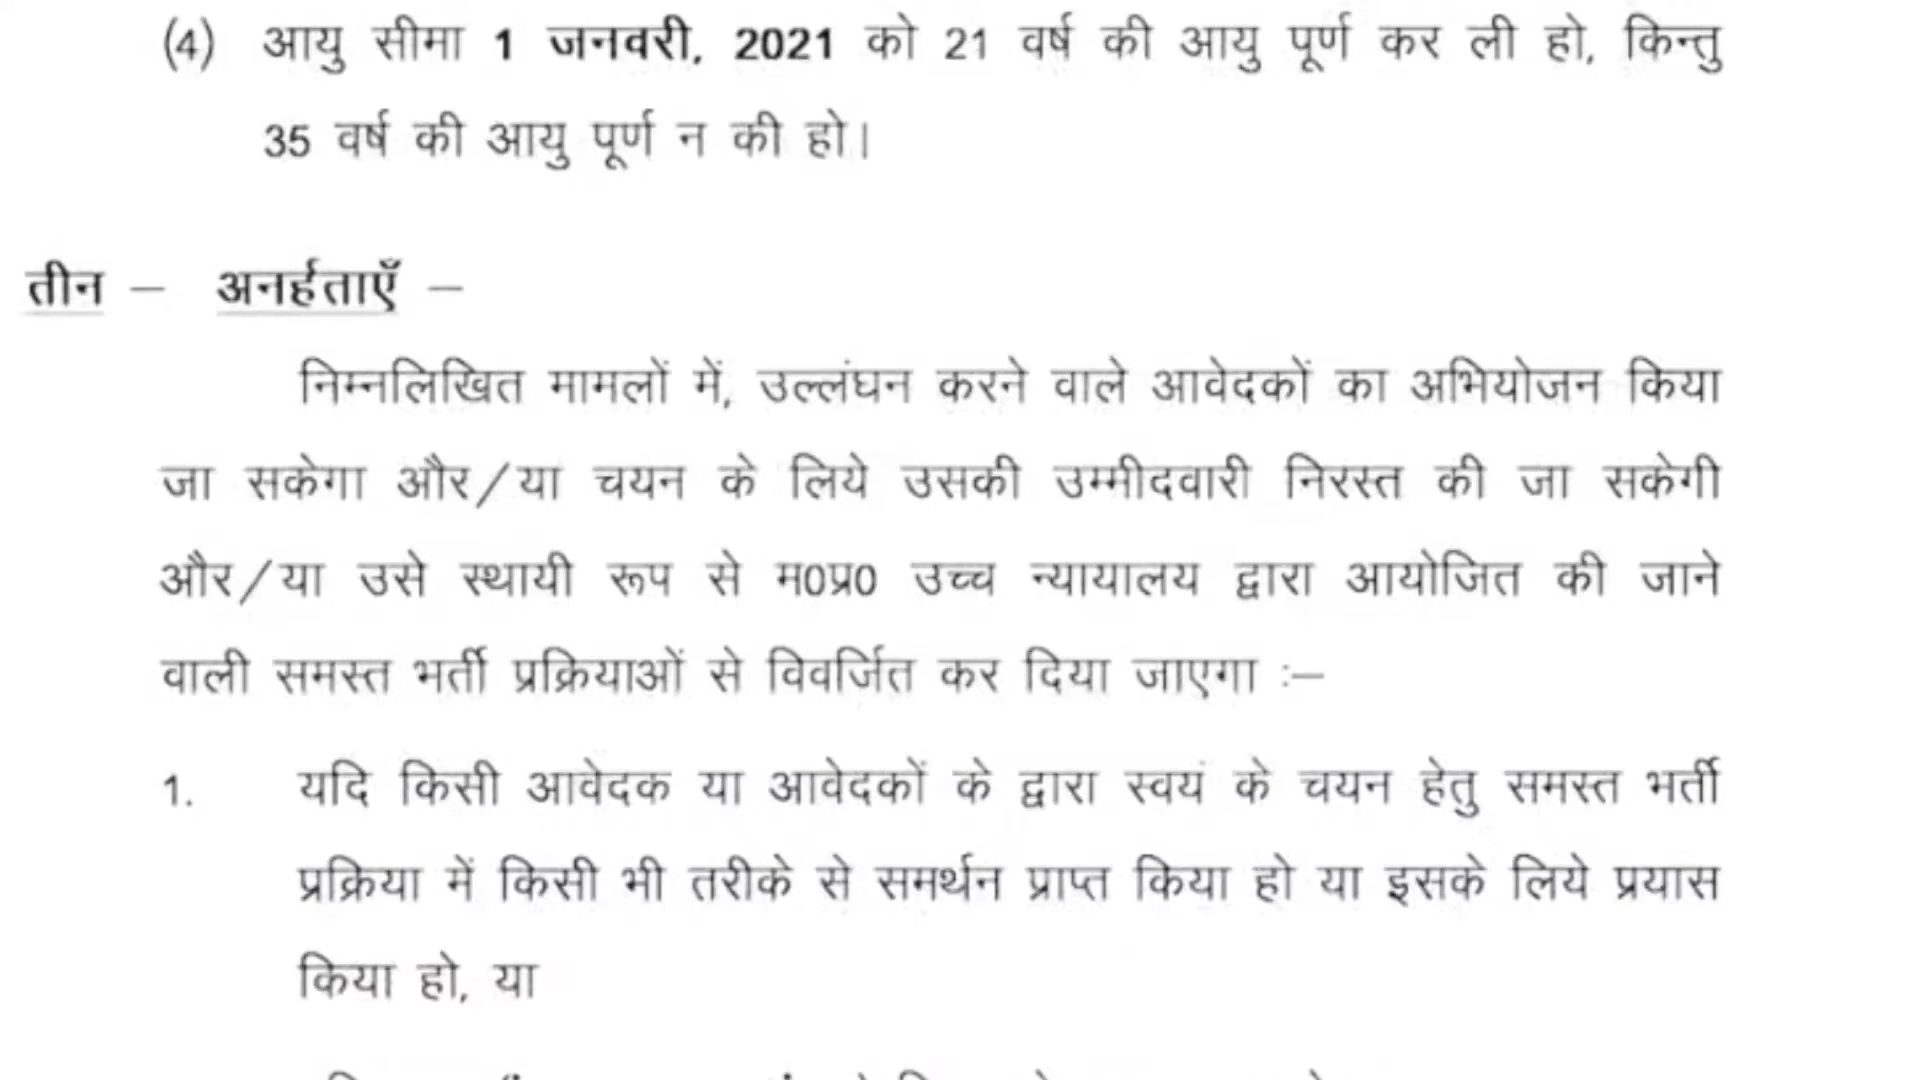 (4) आयु सीमा 1 जनवरी, 2021 को 21 वर्ष की आयु पूर्ण कर ली हो, किन्तु
35 वर्ष की आयु पूर्ण न की हो।
तीन – अनर्हताएँ –
निम्नलिखित मामलों में, उल्लंघन करने वाले आवेदकों का अभियोजन किया
जा सकेगा और/या चयन के लिये उसकी उम्मीदवारी निरस्त की जा सकेगी
और/या उसे स्थायी रूप से म0प्र0 उच्च न्यायालय द्वारा आयोजित की जाने
वाली समस्त भर्ती प्रक्रियाओं से विवर्जित कर दिया जाएगा :–
1. यदि किसी आवेदक या आवेदकों के द्वारा स्वयं के चयन हेतु समस्त भर्ती
प्रक्रिया में किसी भी तरीके से समर्थन प्राप्त किया हो या इसके लिये प्रयास
किया हो, या